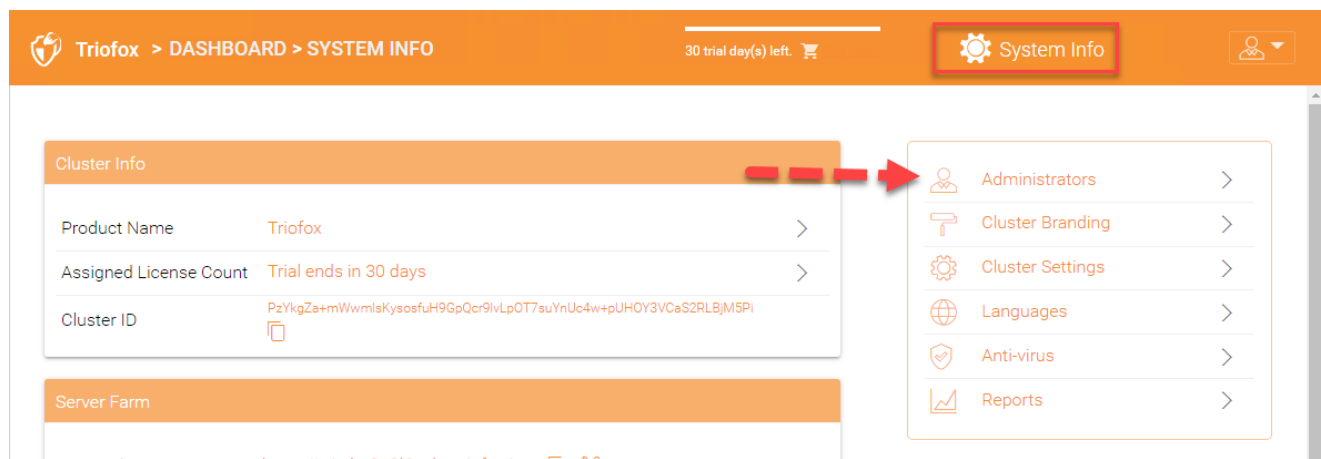 Triofox > DASHBOARD > SYSTEM INFO
30 trial day(s) left.
System Info
Cluster Info
Product Name Triofox
Assigned License Count Trial ends in 30 days
Cluster ID PzYkgZa+mWwmlsKysosfuH9GpQcr9lvLpOT7suYnUc4w+pUHOY3VCaS2RLBjM5Pi
Server Farm
Administrators
Cluster Branding
Cluster Settings
Languages
Anti-virus
Reports